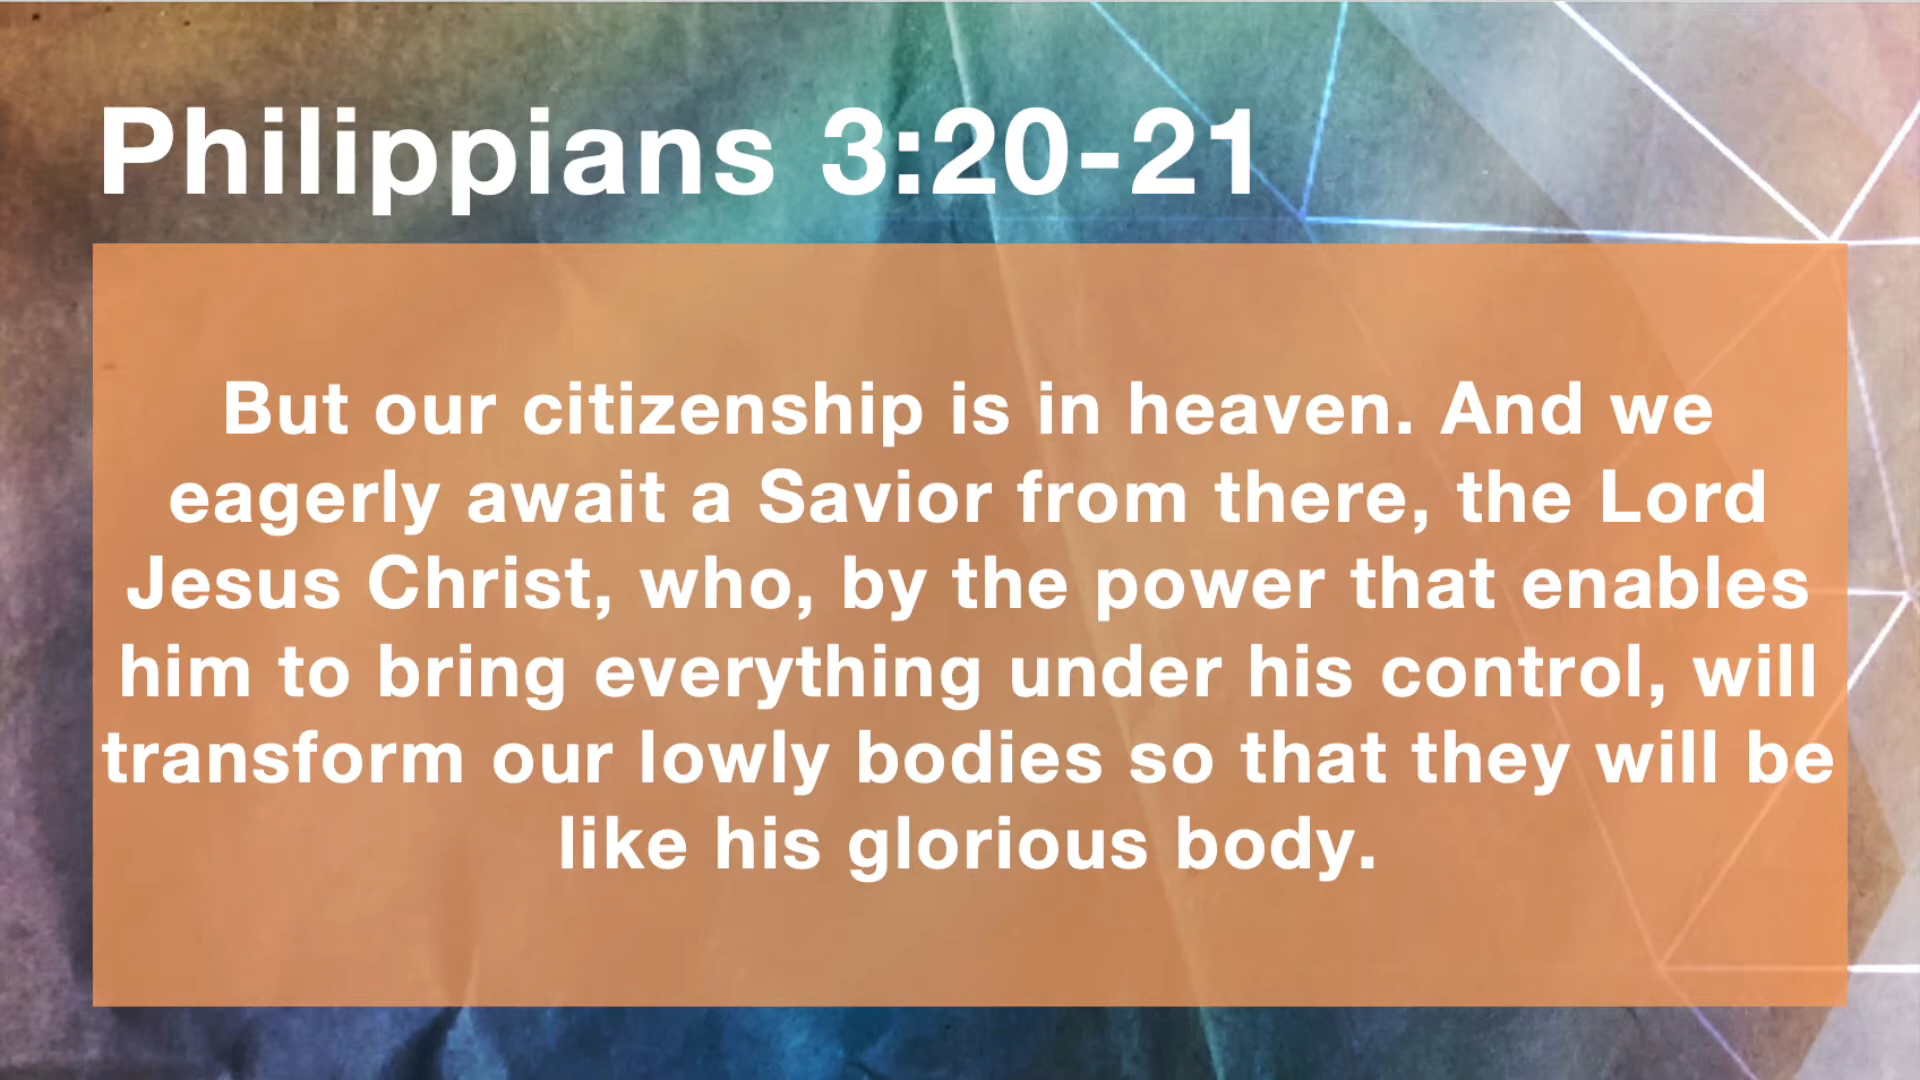 Philippians 3:20-21
But our citizenship is in heaven. And we
eagerly await a Savior from there, the Lord
Jesus Christ, who, by the power that enables
him to bring everything under his control, will
transform our lowly bodies so that they will be
like his glorious body.